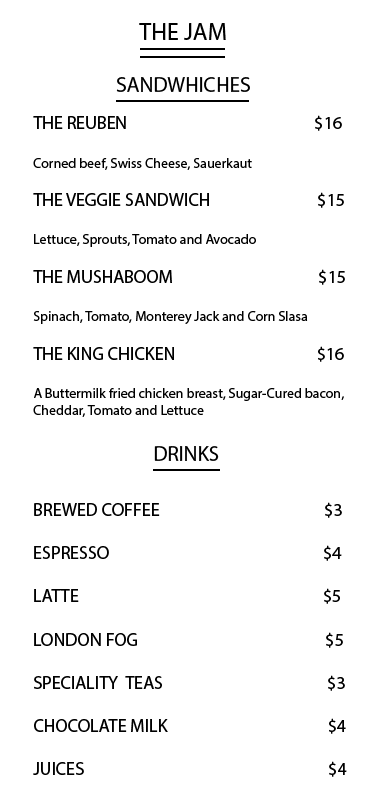 THE JAM
SANDWHICHES
THE REUBEN $16
Corned beef, Swiss Cheese, Sauerkaut
THE VEGGIE SANDWICH $15
Lettuce, Sprouts, Tomato and Avocado
THE MUSHABOOM $15
Spinach, Tomato, Monterey Jack and Corn Slasa
THE KING CHICKEN $16
A Buttermilk fried chicken breast, Sugar-Cured bacon,
Cheddar, Tomato and Lettuce
DRINKS
BREWED COFFEE $3
ESPRESSO $4
LATTE $5
LONDON FOG $5
SPECIALITY TEAS $3
CHOCOLATE MILK $4
JUICES $4